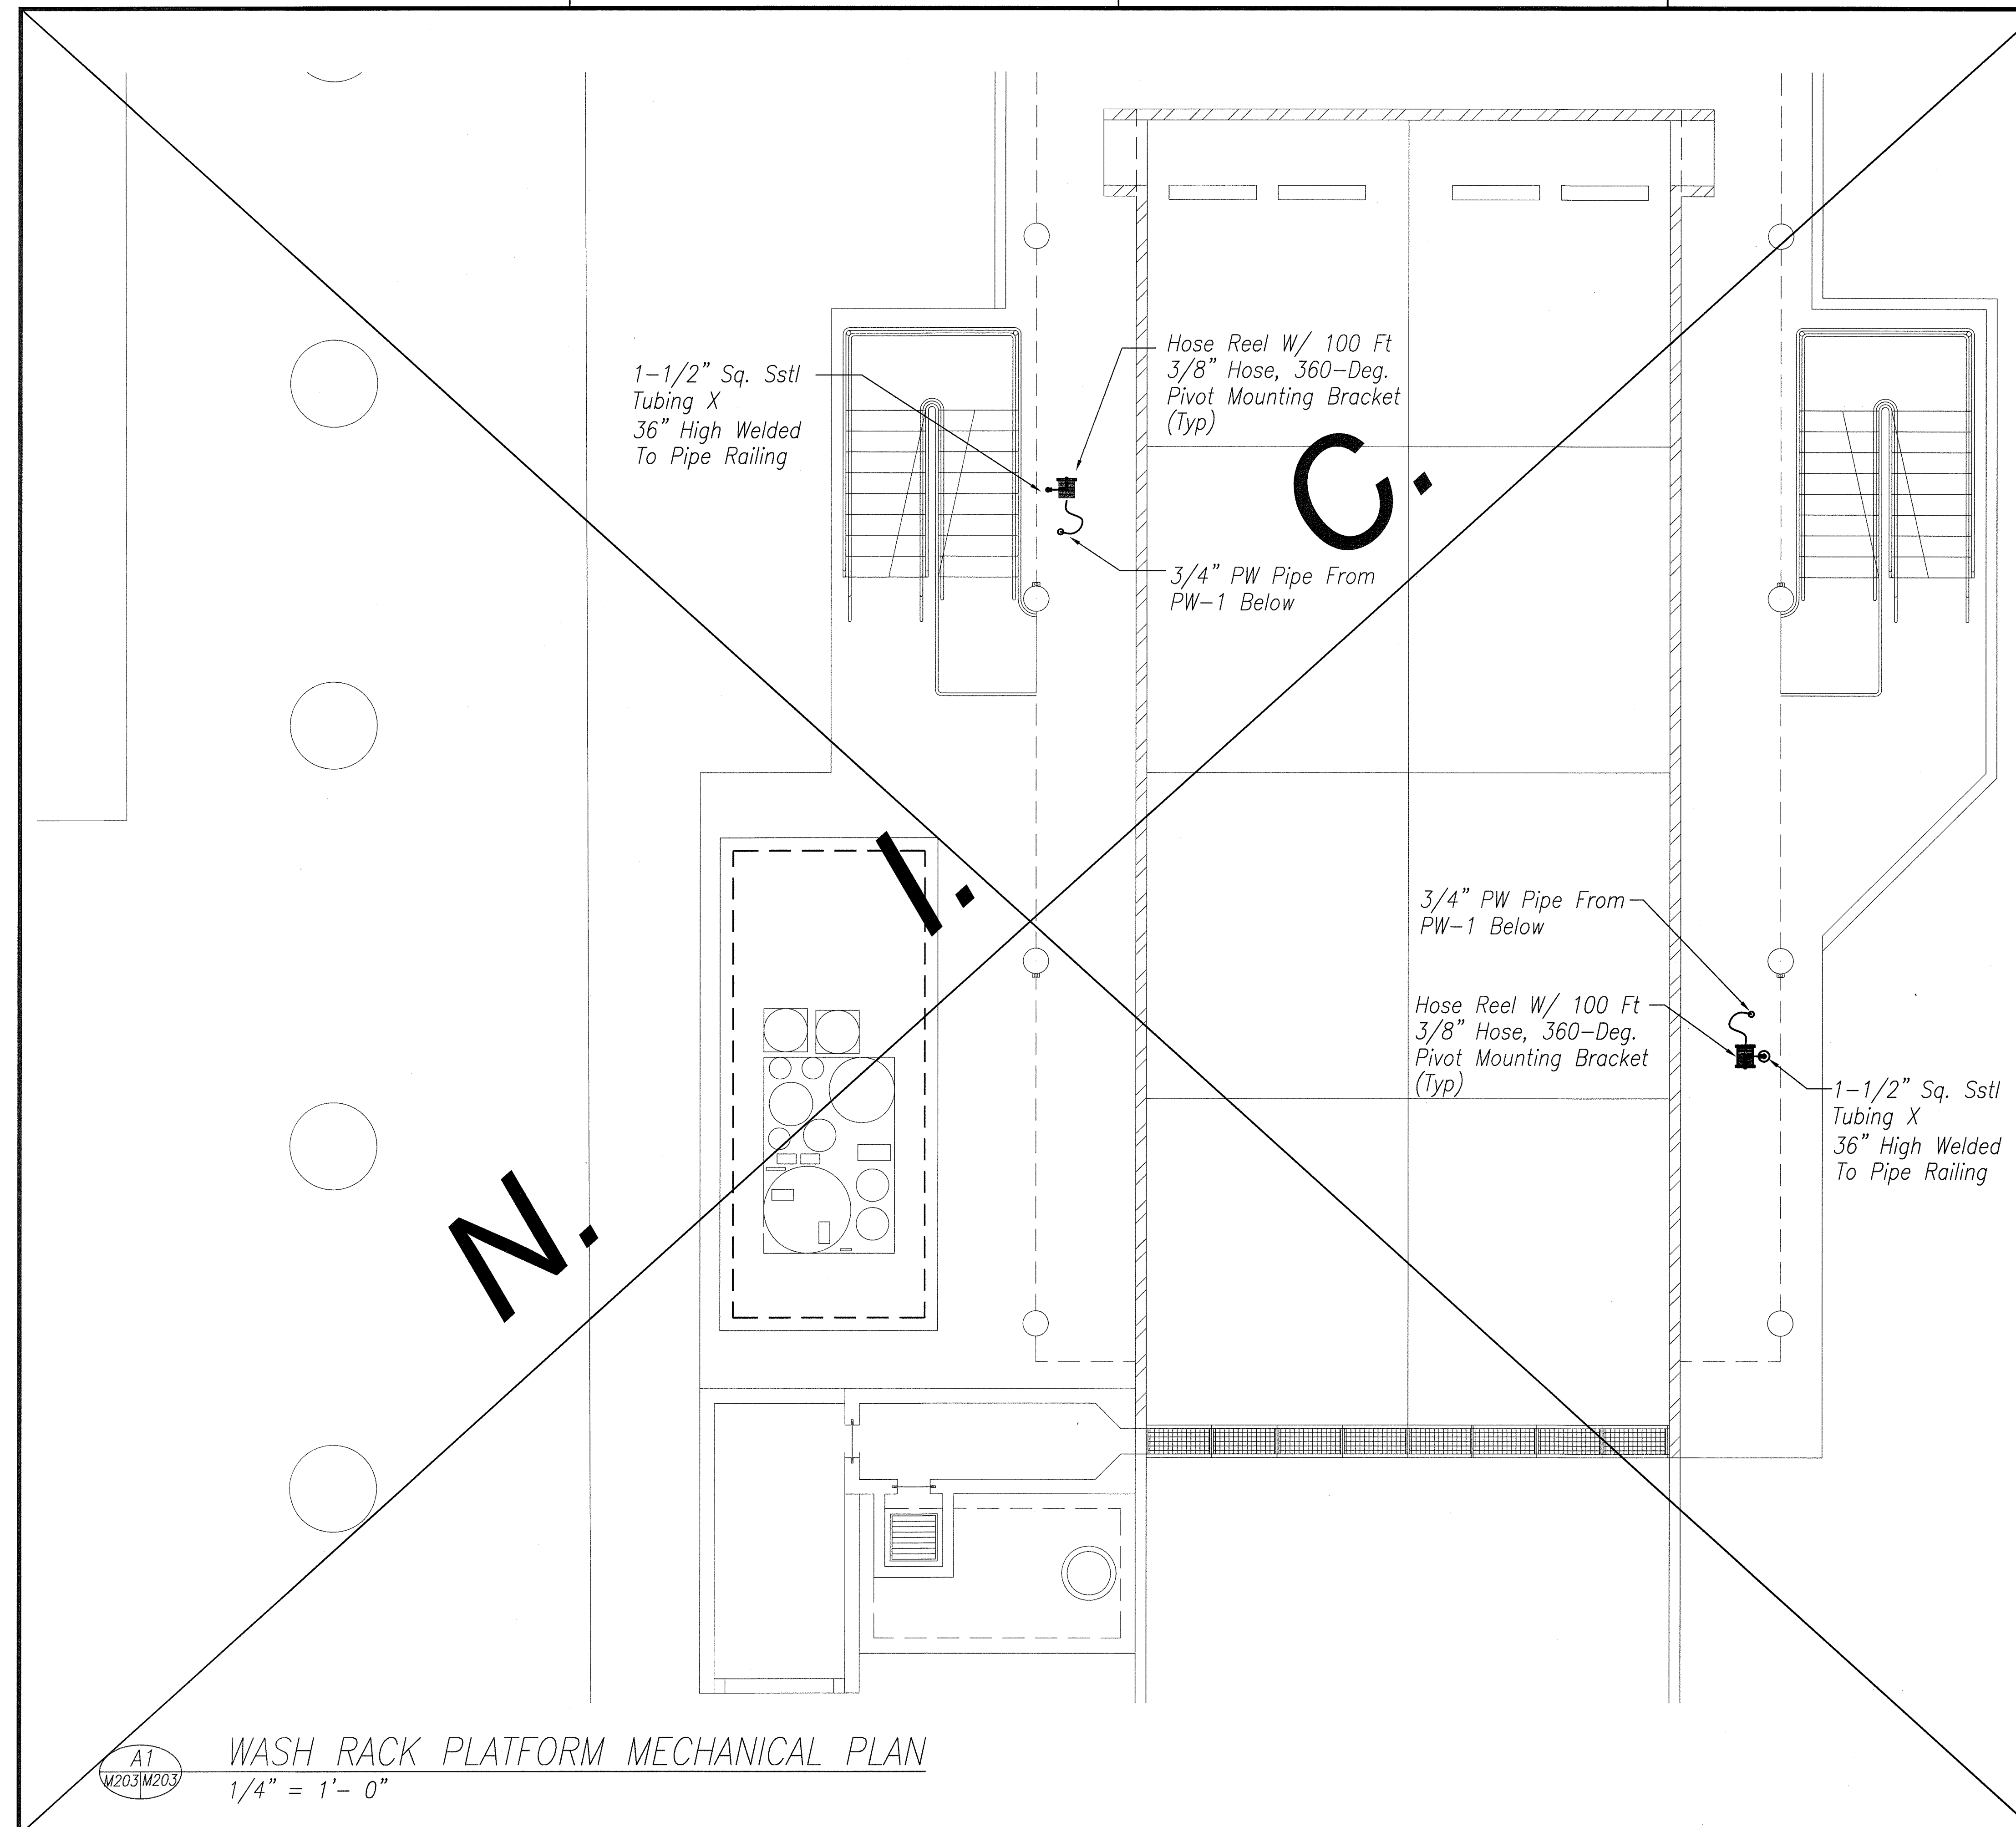 Hose Reel W/ 100 Ft
3/8" Hose, 360-Deg.
Pivot Mounting Bracket
(Typ)
1-1/2" Sq. Sstl
Tubing X
36" High Welded
To Pipe Railing
3/4" PW Pipe From
PW-1 Below
N. I. C.
3/4" PW Pipe From
PW-1 Below
Hose Reel W/ 100 Ft
3/8" Hose, 360-Deg.
Pivot Mounting Bracket
(Typ)
1-1/2" Sq. Sstl
Tubing X
36" High Welded
To Pipe Railing
A1
M203 M203
WASH RACK PLATFORM MECHANICAL PLAN
1/4" = 1'- 0"